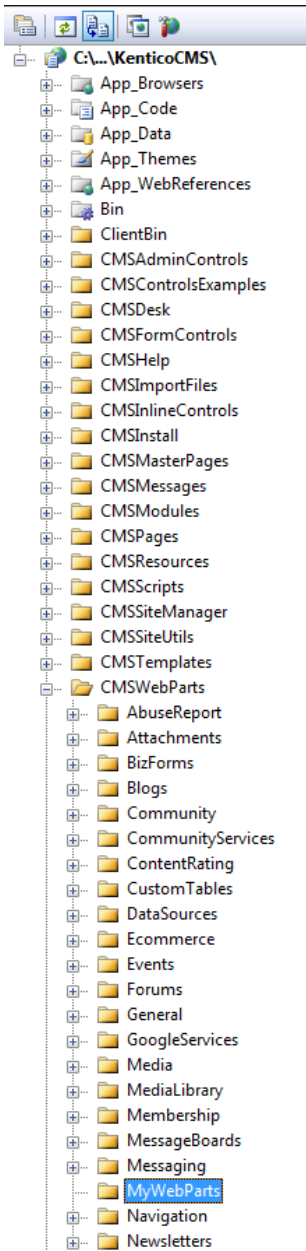 C:\...\KenticoCMS\
App_Browsers
App_Code
App_Data
App_Themes
App_WebReferences
Bin
ClientBin
CMSAdminControls
CMSControlsExamples
CMSDesk
CMSFormControls
CMSHelp
CMSImportFiles
CMSInlineControls
CMSInstall
CMSMasterPages
CMSMessages
CMSModules
CMSPages
CMSResources
CMSScripts
CMSSiteManager
CMSSiteUtils
CMSTemplates
CMSWebParts
AbuseReport
Attachments
BizForms
Blogs
Community
CommunityServices
ContentRating
CustomTables
DataSources
Ecommerce
Events
Forums
General
GoogleServices
Media
MediaLibrary
Membership
MessageBoards
Messaging
MyWebParts
Navigation
Newsletters